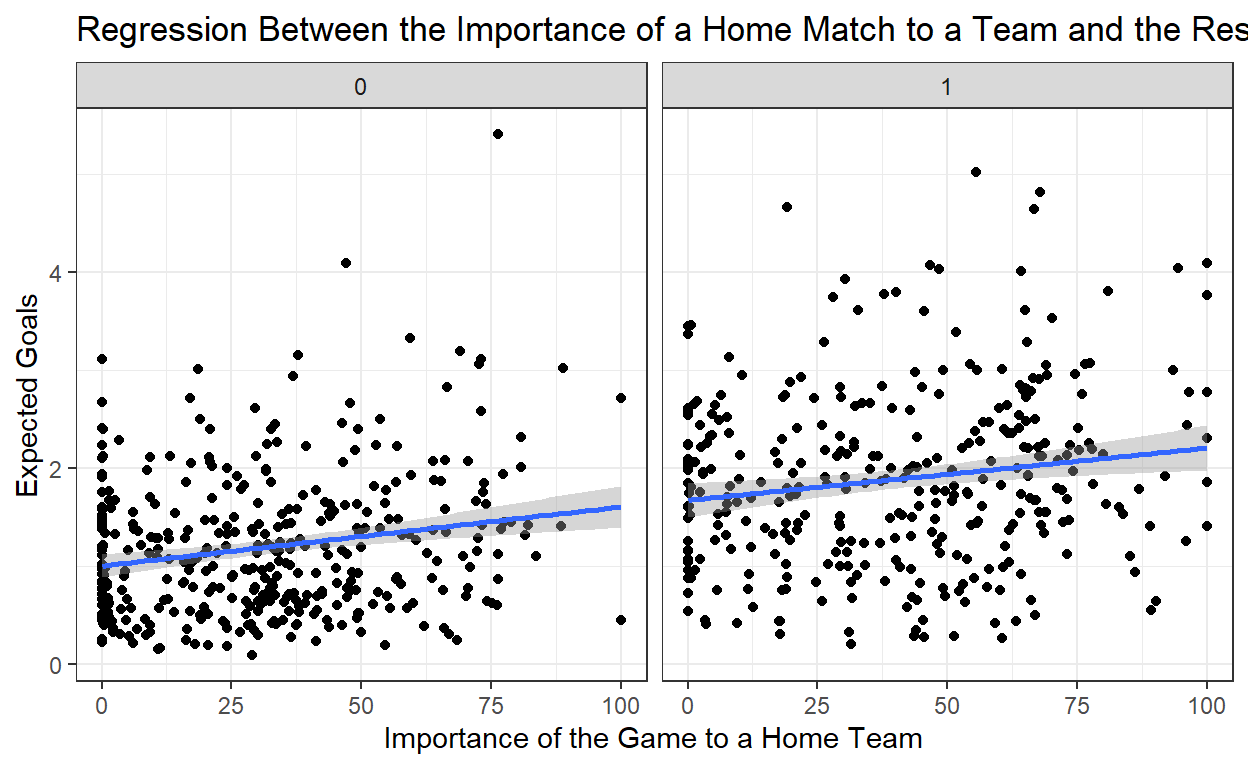 Regression Between the Importance of a Home Match to a Team and the Res
0
1
Expected Goals
4
2
0
0 25 50 75 100
0 25 50 75 100
Importance of the Game to a Home Team